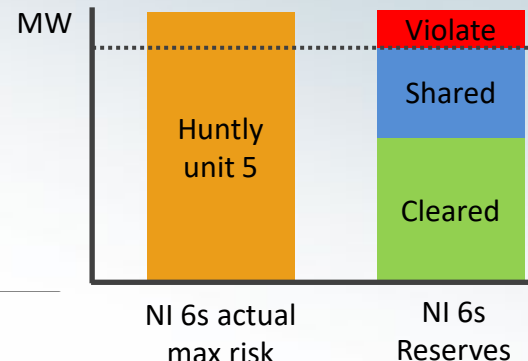 MW
Huntly
unit 5
Violate
Shared
Cleared
NI 6s actual
max risk
NI 6s
Reserves